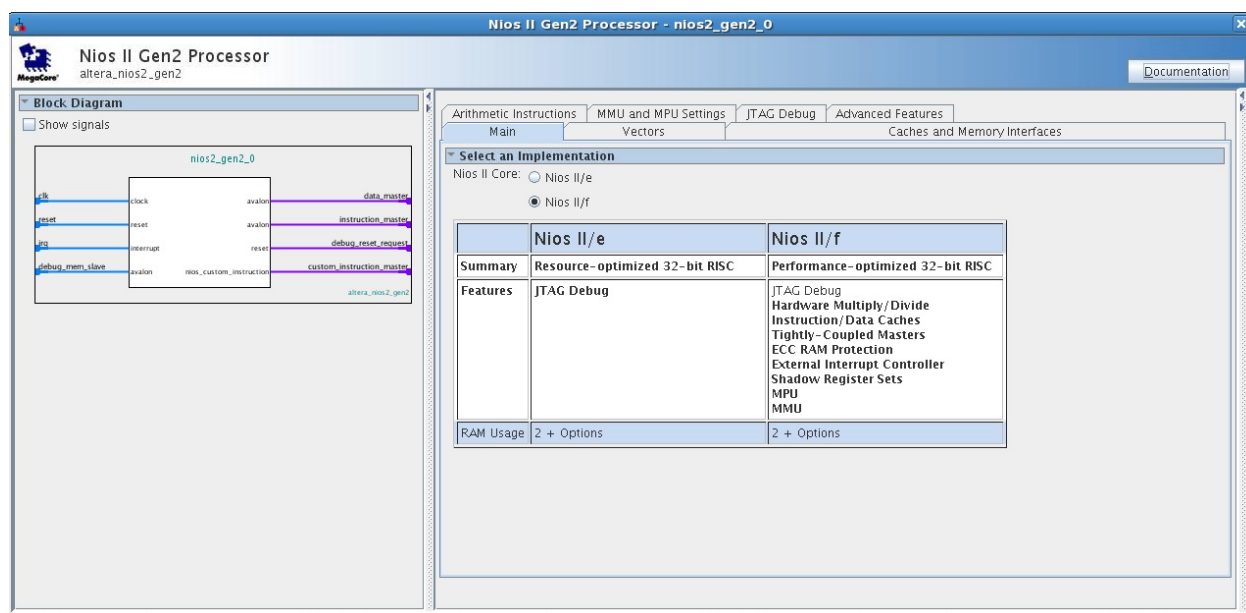 Nios II Gen2 Processor - nios2_gen2_0
Nios II Gen2 Processor
altera_nios2_gen2
MegaCore'
Documentation
Block Diagram
Show signals
nios2_gen2_0
clk
clock
avalon
data_master
reset
reset
avalon
instruction_master
irq
interrupt
reset
debug_reset_request
debug_mem_slave
avalon
nios_custom_instruction
custom_instruction_master
altera_nios2_gen2
Arithmetic Instructions MMU and MPU Settings JTAG Debug Advanced Features
Main Vectors Caches and Memory Interfaces
Select an Implementation
Nios II Core: Nios II/e
Nios II/f
Nios II/e Nios II/f
Summary Resource-optimized 32-bit RISC Performance-optimized 32-bit RISC
Features JTAG Debug JTAG Debug
Hardware Multiply/Divide
Instruction/Data Caches
Tightly-Coupled Masters
ECC RAM Protection
External Interrupt Controller
Shadow Register Sets
MPU
MMU
RAM Usage 2 + Options 2 + Options